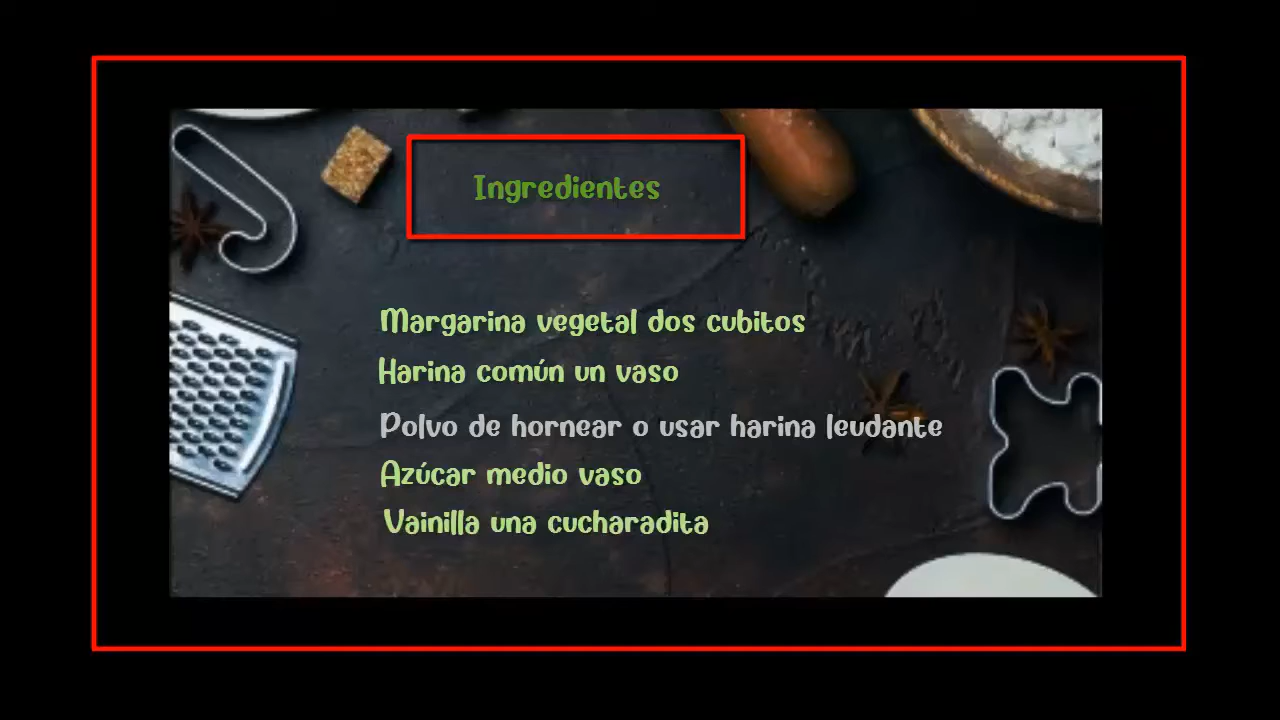 Ingredientes
Margarina vegetal dos cubitos
Harina común un vaso
Polvo de hornear o usar harina leudante
Azúcar medio vaso
Vainilla una cucharadita